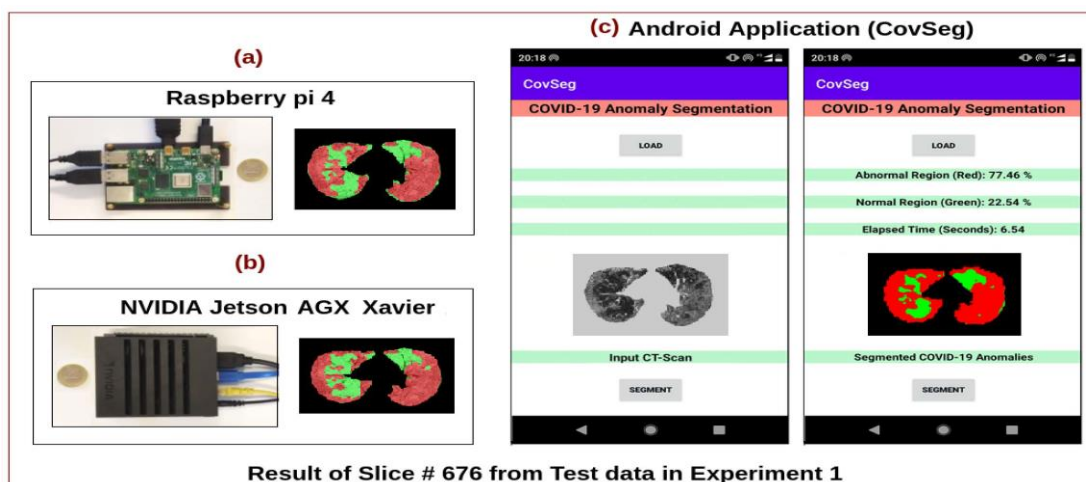 (a)
Raspberry pi 4
(b)
NVIDIA Jetson AGX Xavier
nVIDIA
(c) Android Application (CovSeg)
20:18
CovSeg
COVID-19 Anomaly Segmentation
LOAD
Input CT-Scan
SEGMENT
20:18
CovSeg
COVID-19 Anomaly Segmentation
LOAD
Abnormal Region (Red): 77.46 %
Normal Region (Green): 22.54 %
Elapsed Time (Seconds): 6.54
Segmented COVID-19 Anomalies
SEGMENT
Result of Slice # 676 from Test data in Experiment 1